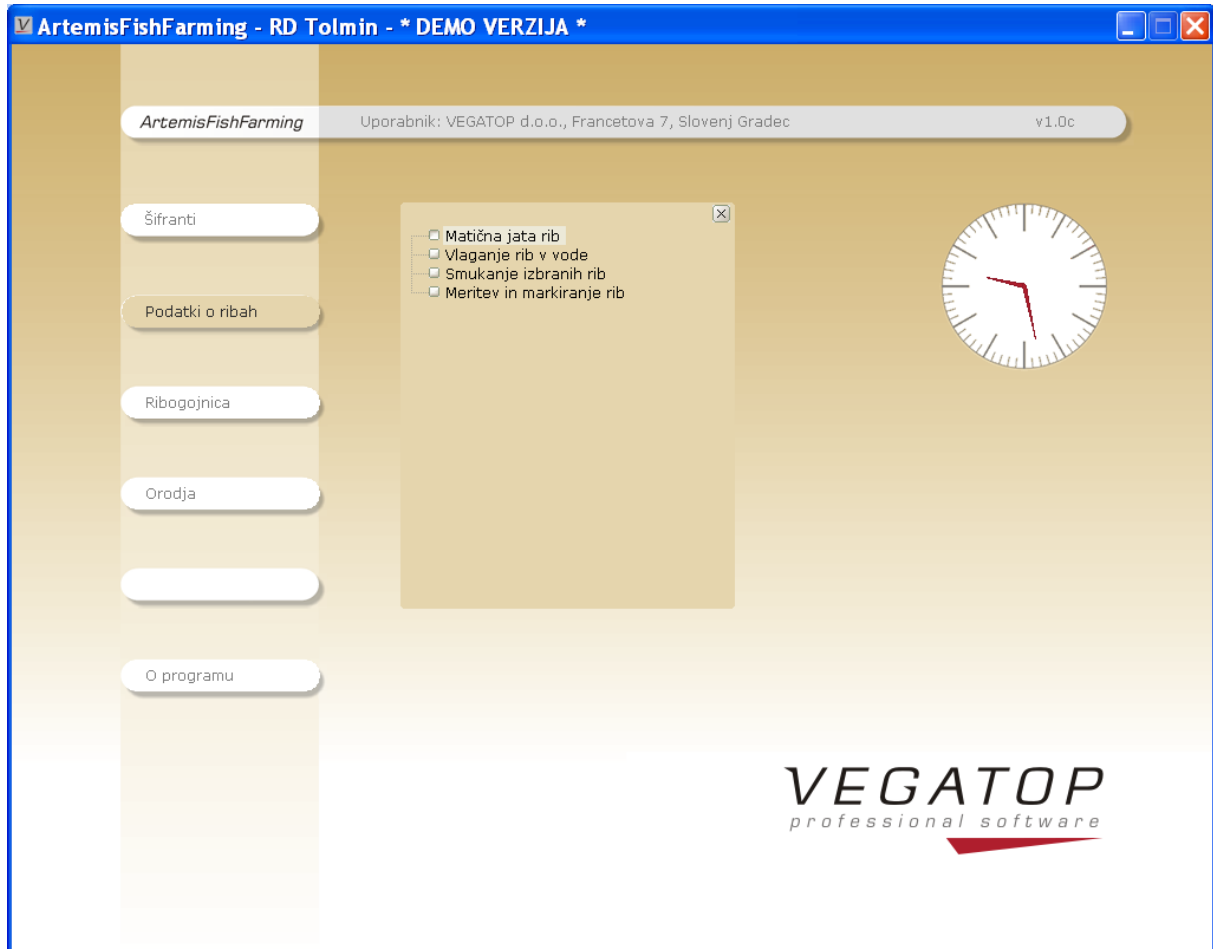 ArtemisFishFarming - RD Tolmin - * DEMO VERZIJA *
ArtemisFishFarming Uporabnik: VEGATOP d.o.o., Francetova 7, Slovenj Gradec v1.0c
Šifranti
Podatki o ribah
Ribogojnica
Orodja
O programu
Matična jata rib
Vlaganje rib v vode
Smukanje izbranih rib
Meritev in markiranje rib
VEGATOP
professional software